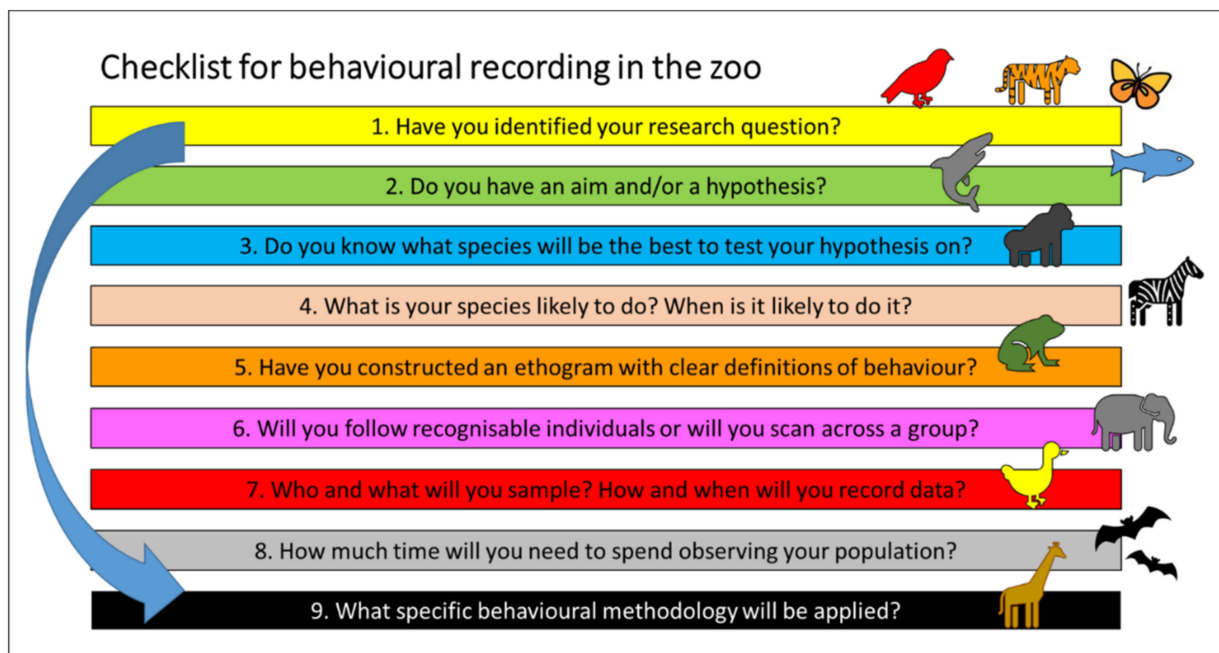 Checklist for behavioural recording in the zoo
1. Have you identified your research question?
2. Do you have an aim and/or a hypothesis?
3. Do you know what species will be the best to test your hypothesis on?
4. What is your species likely to do? When is it likely to do it?
5. Have you constructed an ethogram with clear definitions of behaviour?
6. Will you follow recognisable individuals or will you scan across a group?
7. Who and what will you sample? How and when will you record data?
8. How much time will you need to spend observing your population?
9. What specific behavioural methodology will be applied?